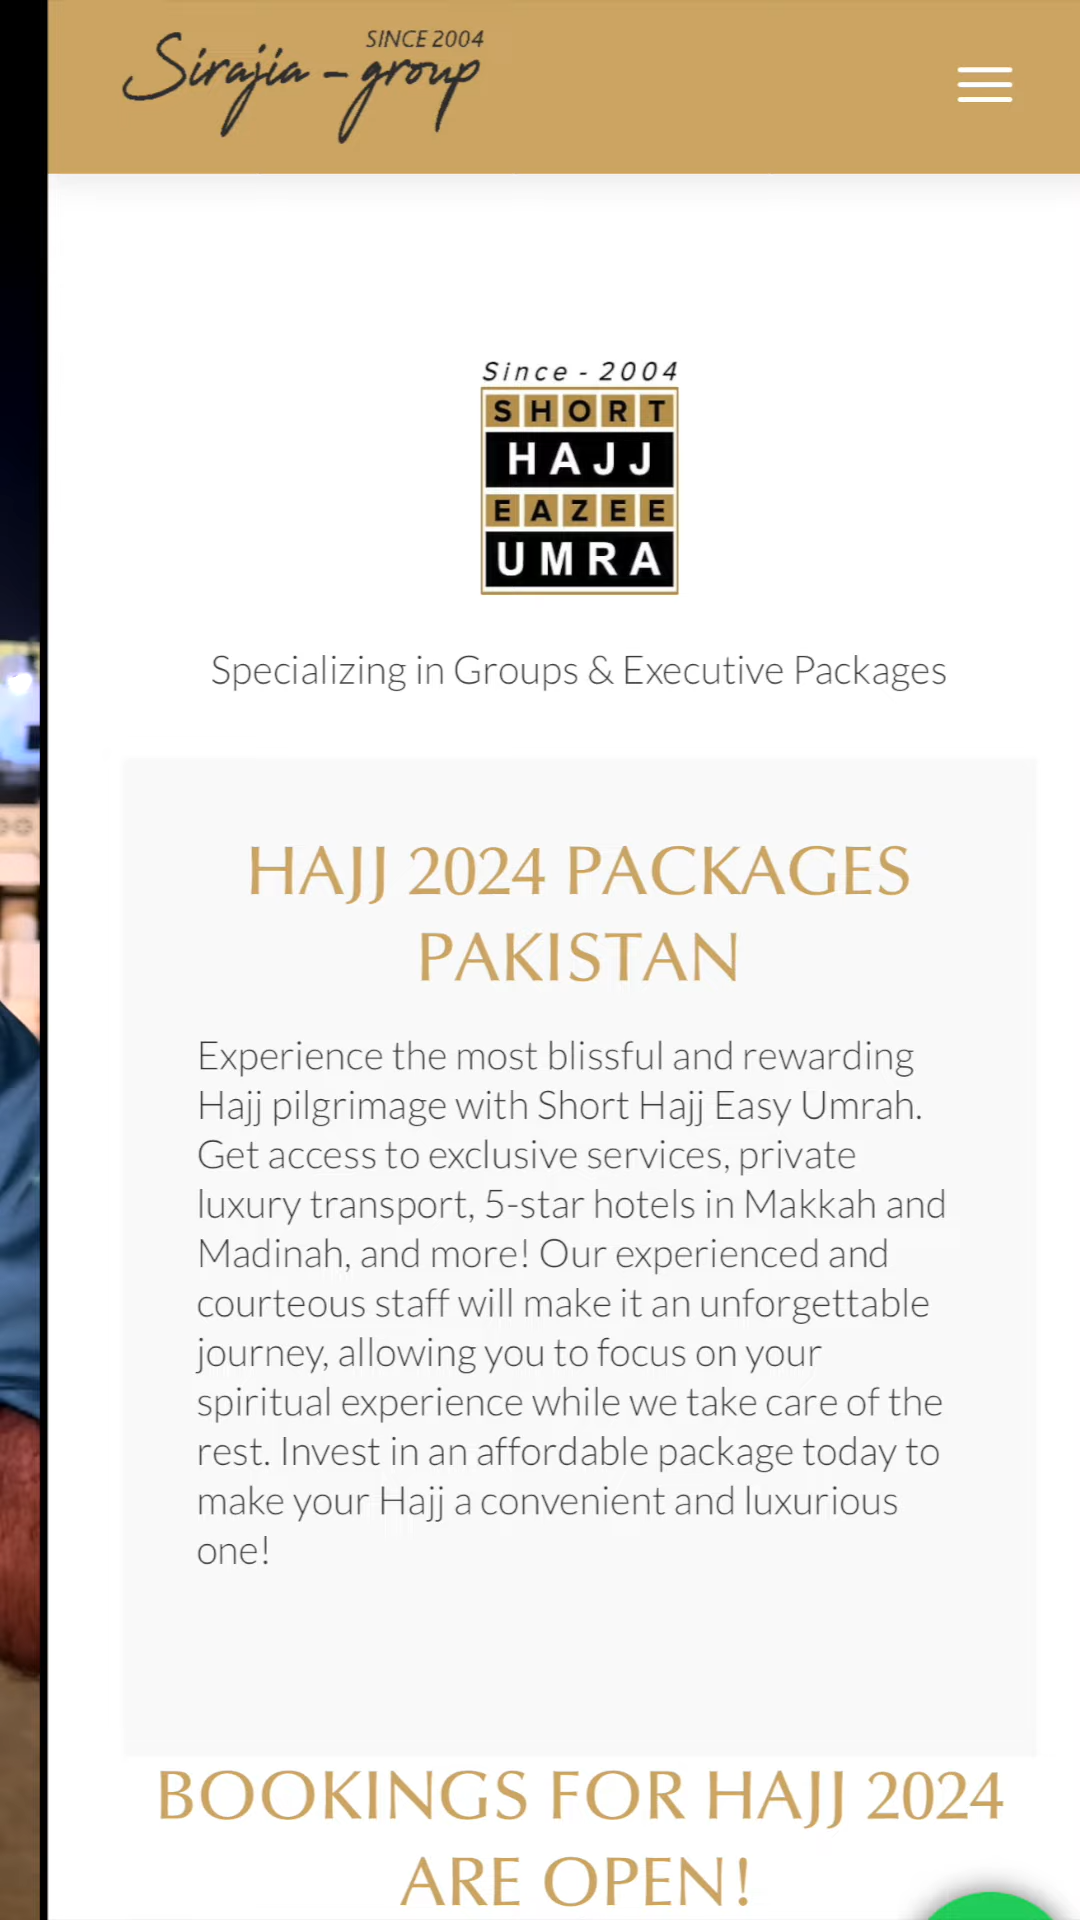 SINCE 2004
Sirajia - group
Since - 2004
SHORT
HAJJ
EAZEE
UMRA
Specializing in Groups & Executive Packages
HAJJ 2024 PACKAGES
PAKISTAN
Experience the most blissful and rewarding
Hajj pilgrimage with Short Hajj Easy Umrah.
Get access to exclusive services, private
luxury transport, 5-star hotels in Makkah and
Madinah, and more! Our experienced and
courteous staff will make it an unforgettable
journey, allowing you to focus on your
spiritual experience while we take care of the
rest. Invest in an affordable package today to
make your Hajj a convenient and luxurious
one!
BOOKINGS FOR HAJJ 2024
ARE OPEN!